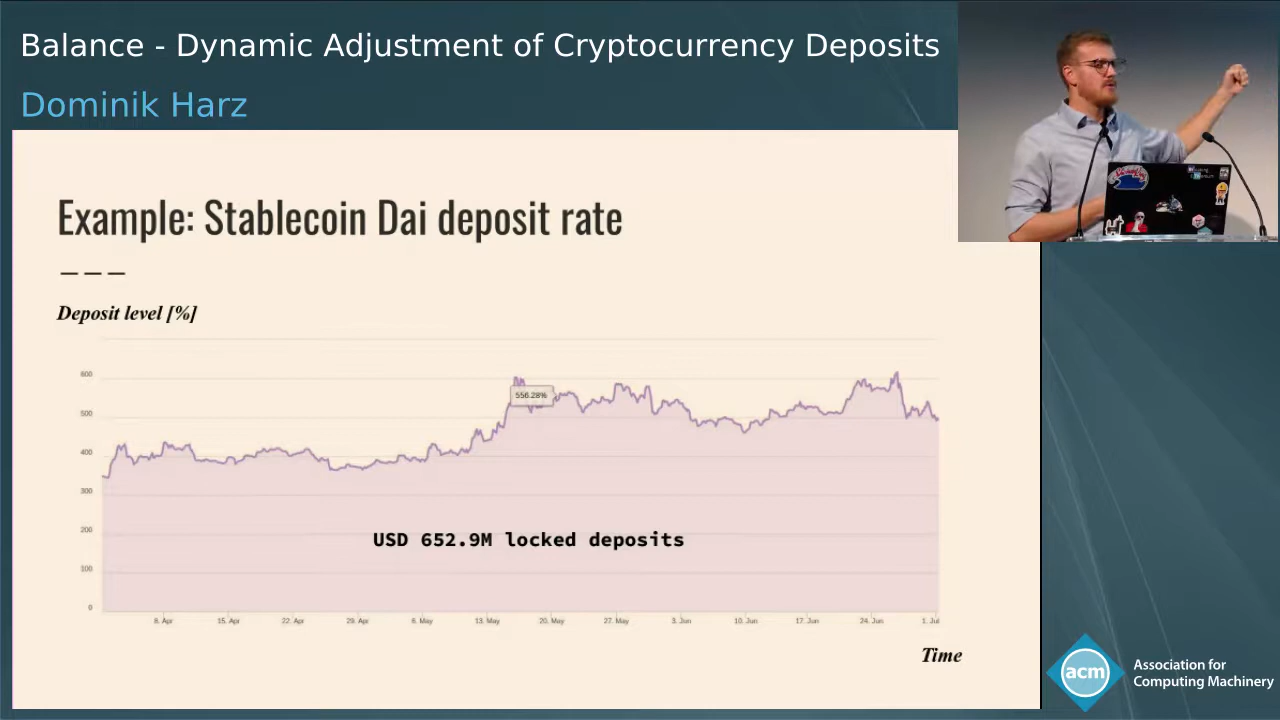 Balance - Dynamic Adjustment of Cryptocurrency Deposits
Dominik Harz
Example: Stablecoin Dai deposit rate
Deposit level [%]
600
556.28%
500
400
300
200
USD 652.9M locked deposits
100
0
8. Apr 15. Apr 22. Apr 29. Apr 6. May 13. May 20. May 27. May 3. Jun 10. Jun 17. Jun 24. Jun 1. Jul
Time
acm
Association for
Computing Machinery